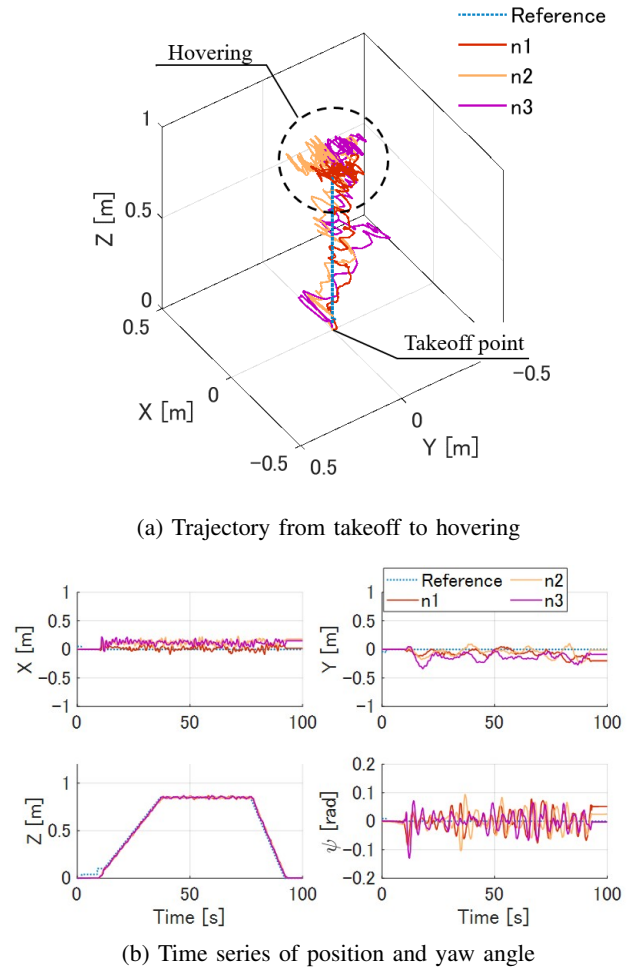 Reference
n1
n2
n3
Hovering
1
0.5
0
Z [m]
0.5
0
-0.5
X [m]
0.5
0
-0.5
Y [m]
Takeoff point
(a) Trajectory from takeoff to hovering
Reference n2
n1 n3
1
0.5
0
-0.5
-1
X [m]
0 50 100
1
0.5
0
-0.5
-1
Y [m]
0 50 100
1
0.5
0
Z [m]
0 50 100
Time [s]
0.2
0.1
0
-0.1
-0.2
ψ [rad]
0 50 100
Time [s]
(b) Time series of position and yaw angle